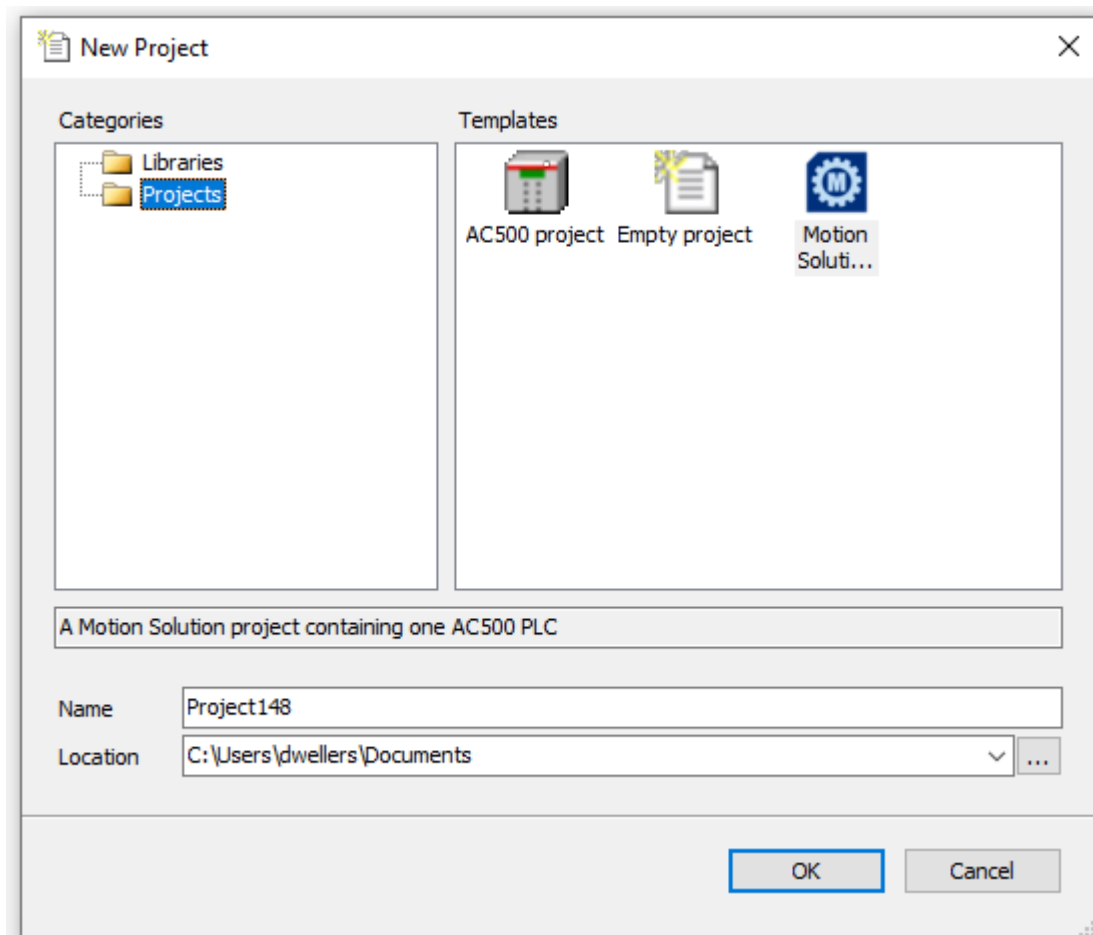 New Project
Categories
Templates
Libraries
Projects
AC500 project
Empty project
Motion
Soluti...
A Motion Solution project containing one AC500 PLC
Name
Project148
Location
C:\Users\dwellers\Documents
...
OK
Cancel